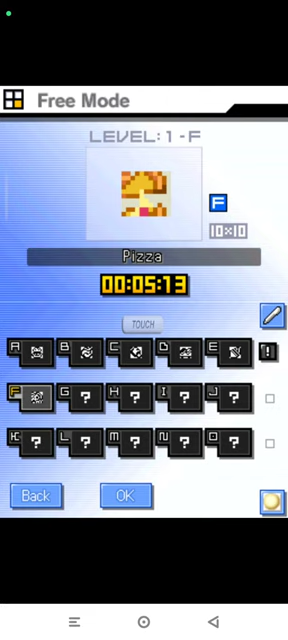 Free Mode
LEVEL: 1 - F
F
10×10
Pizza
00:05:13
TOUCH
A B C D E !
F G ? H ? I ? J ?
K ? L ? M ? N ? O ?
Back OK